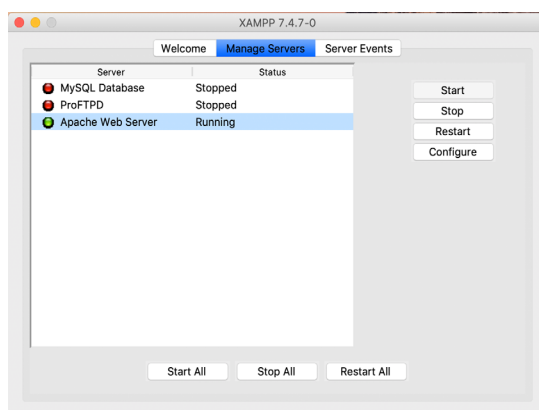 XAMPP 7.4.7-0
Welcome Manage Servers Server Events
Server Status
MySQL Database Stopped
ProFTPD Stopped
Apache Web Server Running
Start
Stop
Restart
Configure
Start All Stop All Restart All